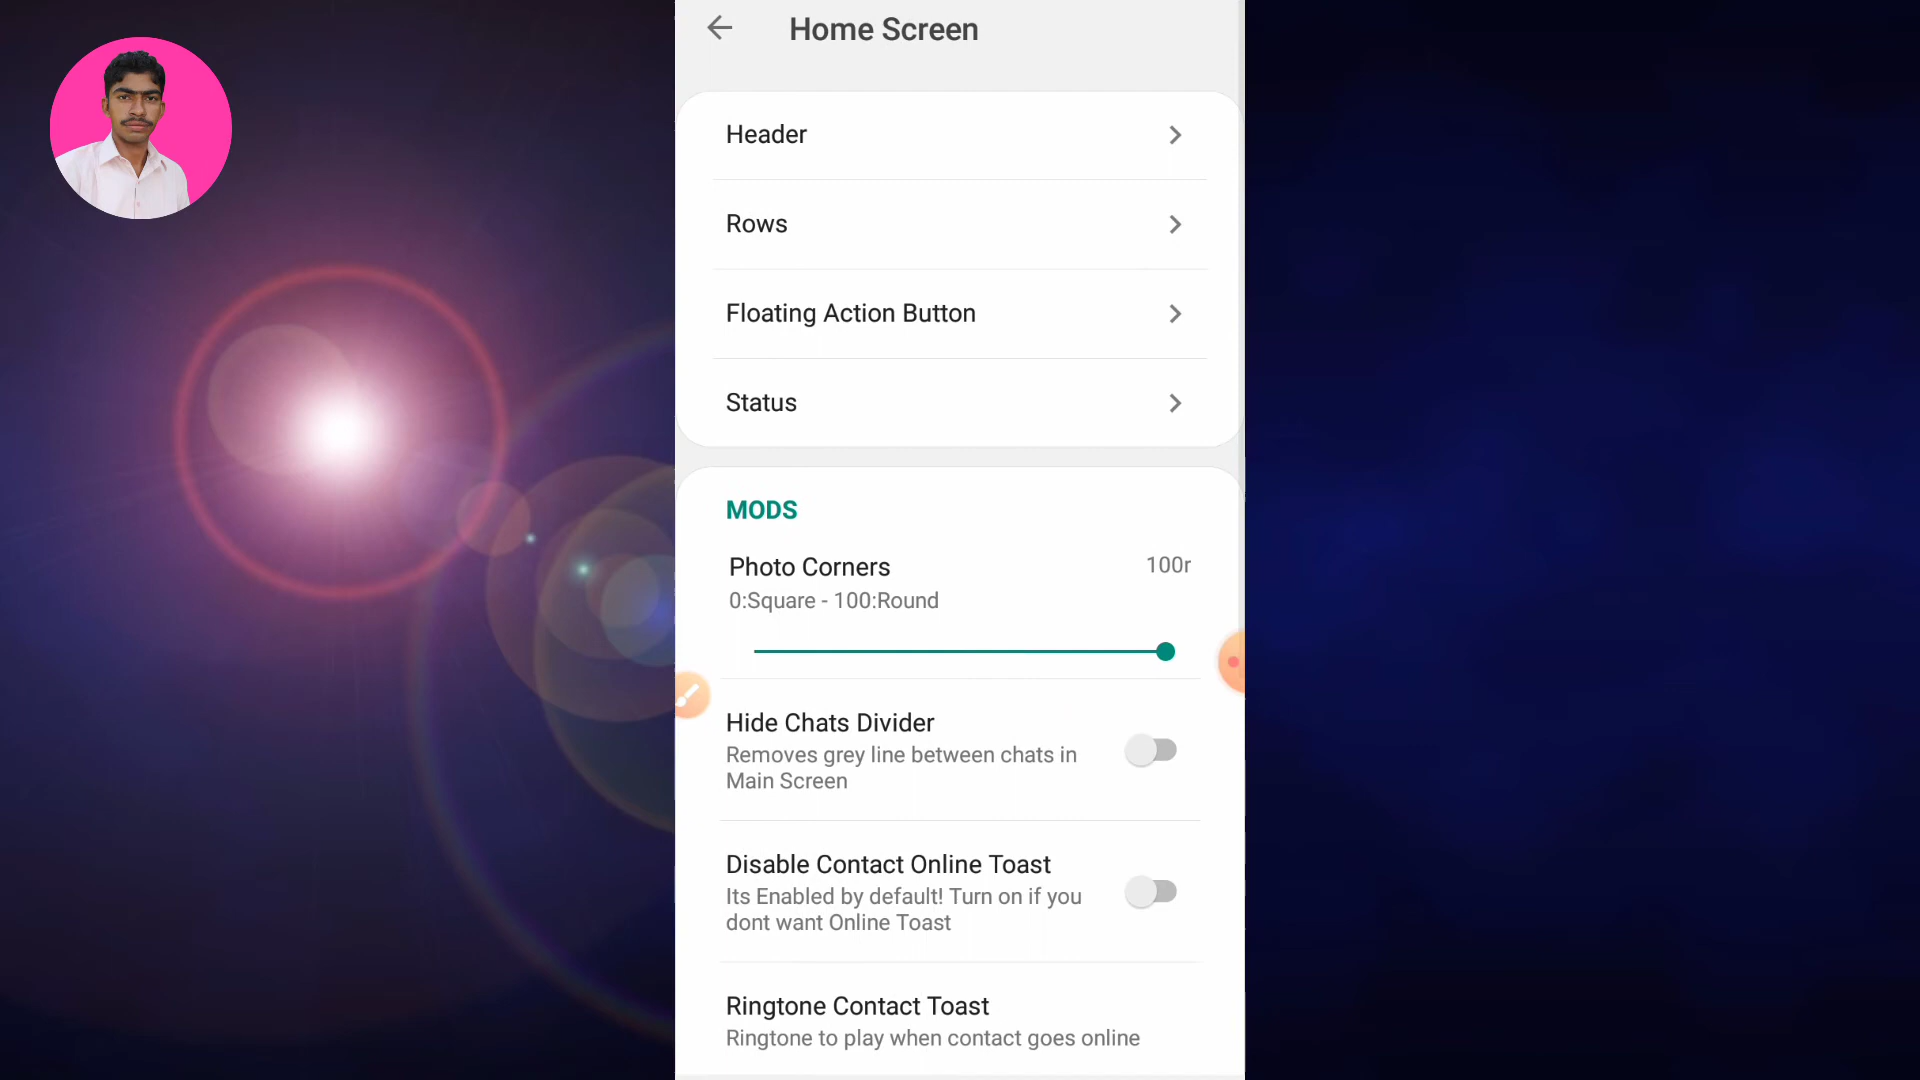 Home Screen
Header
Rows
Floating Action Button
Status
MODS
Photo Corners
100r
0:Square - 100:Round
Hide Chats Divider
Removes grey line between chats in
Main Screen
Disable Contact Online Toast
Its Enabled by default! Turn on if you
dont want Online Toast
Ringtone Contact Toast
Ringtone to play when contact goes online